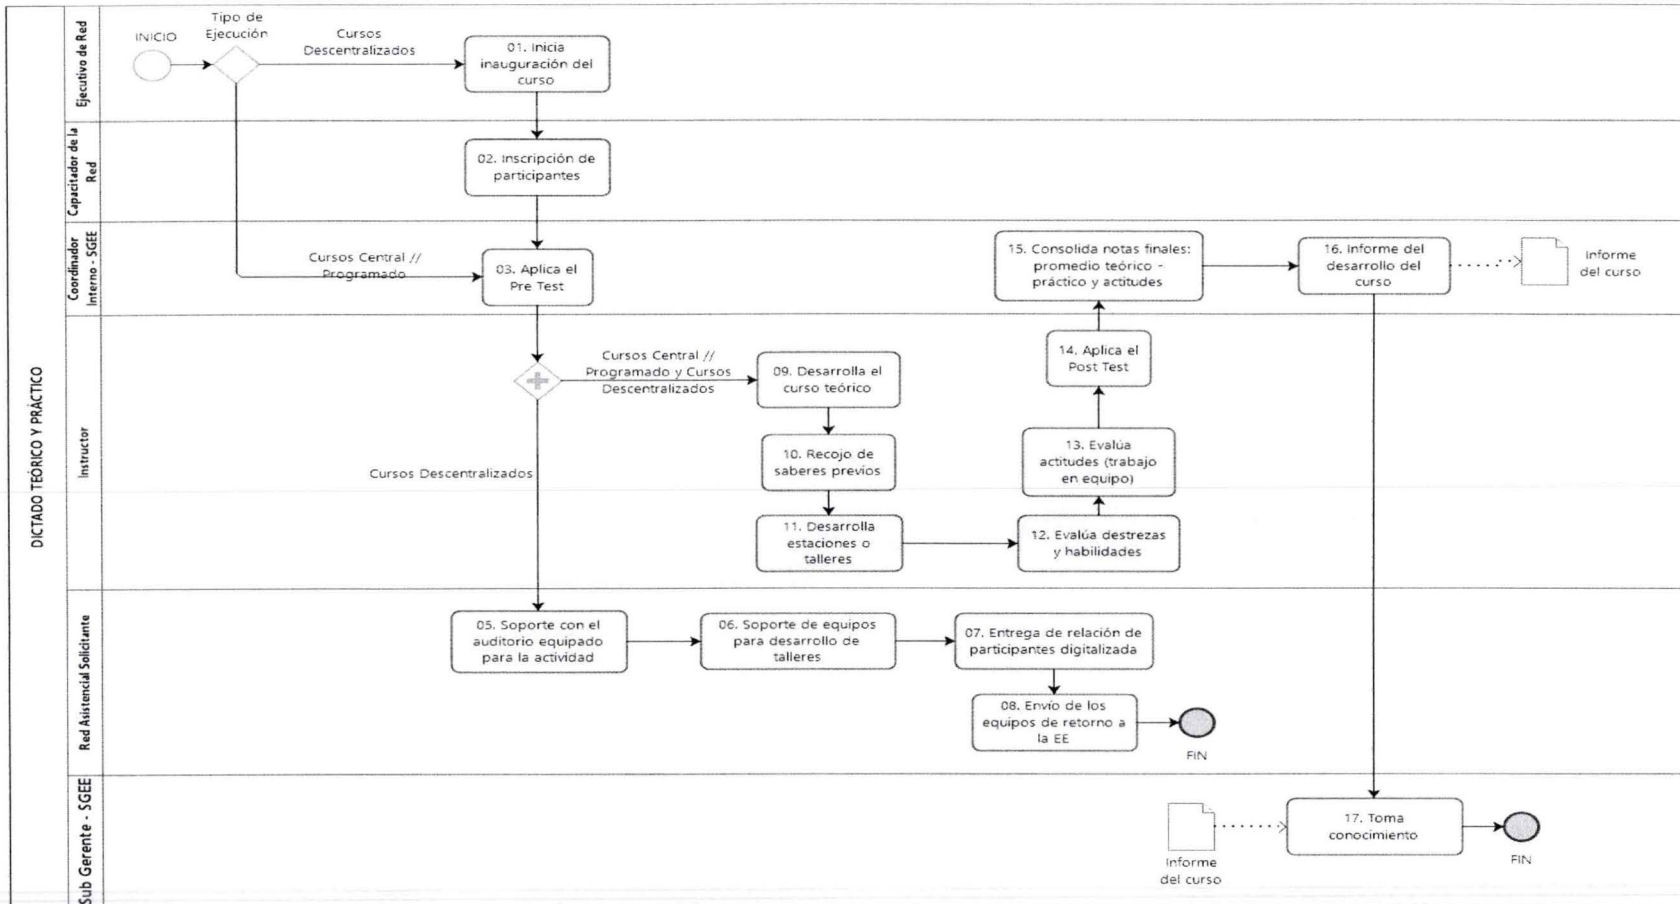 DICTADO TEÓRICO Y PRÁCTICO
Ejecutivo de Red
INICIO
Tipo de
Ejecución
Cursos
Descentralizados
01. Inicia
inauguración del
curso
Capacitador de la
Red
02. Inscripción de
participantes
Coordinador
Interno - SGEE
Cursos Central //
Programado
03. Aplica el
Pre Test
15. Consolida notas finales:
promedio teórico -
práctico y actitudes
16. Informe del
desarrollo del
curso
Informe
del curso
Instructor
Cursos Central //
Programado y Cursos
Descentralizados
Cursos Descentralizados
09. Desarrolla el
curso teórico
10. Recojo de
saberes previos
11. Desarrolla
estaciones o
talleres
12. Evalúa destrezas
y habilidades
13. Evalúa
actitudes (trabajo
en equipo)
14. Aplica el
Post Test
Red Asistencial Solicitante
05. Soporte con el
auditorio equipado
para la actividad
06. Soporte de equipos
para desarrollo de
talleres
07. Entrega de relación de
participantes digitalizada
08. Envío de los
equipos de retorno a
la EE
FIN
Sub Gerente - SGEE
Informe
del curso
17. Toma
conocimiento
FIN